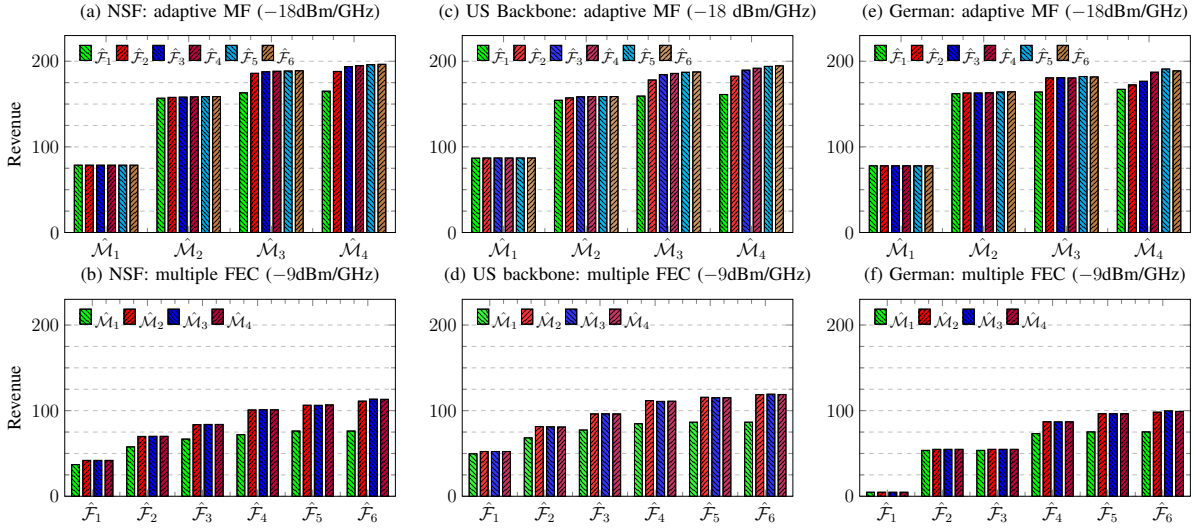 (a) NSF: adaptive MF (−18dBm/GHz)
Revenue
200
100
0
F̂₁ F̂₂ F̂₃ F̂₄ F̂₅ F̂₆
M̂₁ M̂₂ M̂₃ M̂₄
(b) NSF: multiple FEC (−9dBm/GHz)
Revenue
200
100
0
M̂₁ M̂₂ M̂₃ M̂₄
F̂₁ F̂₂ F̂₃ F̂₄ F̂₅ F̂₆
(c) US Backbone: adaptive MF (−18 dBm/GHz)
200
100
0
F̂₁ F̂₂ F̂₃ F̂₄ F̂₅ F̂₆
M̂₁ M̂₂ M̂₃ M̂₄
(d) US backbone: multiple FEC (−9dBm/GHz)
200
100
0
M̂₁ M̂₂ M̂₃ M̂₄
F̂₁ F̂₂ F̂₃ F̂₄ F̂₅ F̂₆
(e) German: adaptive MF (−18dBm/GHz)
200
100
0
F̂₁ F̂₂ F̂₃ F̂₄ F̂₅ F̂₆
M̂₁ M̂₂ M̂₃ M̂₄
(f) German: multiple FEC (−9dBm/GHz)
200
100
0
M̂₁ M̂₂ M̂₃ M̂₄
F̂₁ F̂₂ F̂₃ F̂₄ F̂₅ F̂₆